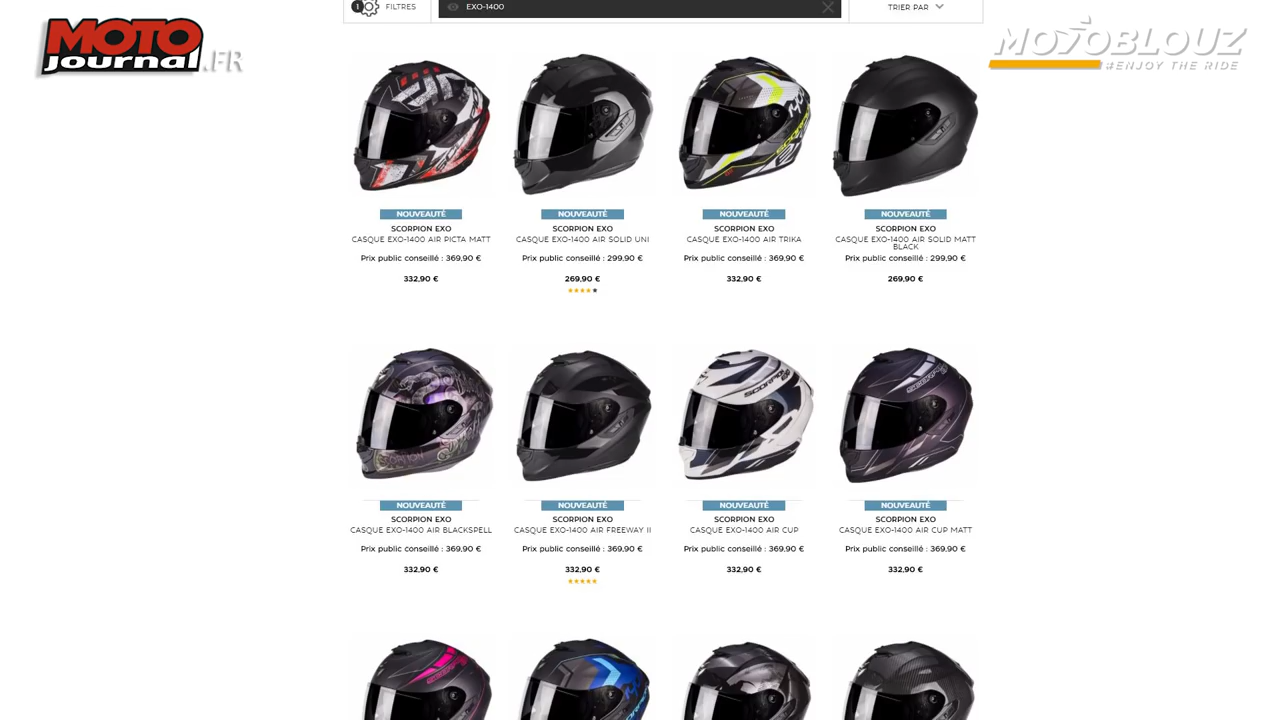 1 FILTRES
EXO-1400
TRIER PAR
MOTO
journal.FR
MOTOBLOUZ
#ENJOY THE RIDE
NOUVEAUTÉ
SCORPION EXO
CASQUE EXO-1400 AIR PICTA MATT
Prix public conseillé : 369,90 €
332,90 €
NOUVEAUTÉ
SCORPION EXO
CASQUE EXO-1400 AIR SOLID UNI
Prix public conseillé : 299,90 €
269,90 €
NOUVEAUTÉ
SCORPION EXO
CASQUE EXO-1400 AIR TRIKA
Prix public conseillé : 369,90 €
332,90 €
NOUVEAUTÉ
SCORPION EXO
CASQUE EXO-1400 AIR SOLID MATT
BLACK
Prix public conseillé : 299,90 €
269,90 €
SCORPION
NOUVEAUTÉ
SCORPION EXO
CASQUE EXO-1400 AIR BLACKSPELL
Prix public conseillé : 369,90 €
332,90 €
NOUVEAUTÉ
SCORPION EXO
CASQUE EXO-1400 AIR FREEWAY II
Prix public conseillé : 369,90 €
332,90 €
NOUVEAUTÉ
SCORPION EXO
CASQUE EXO-1400 AIR CUP
Prix public conseillé : 369,90 €
332,90 €
NOUVEAUTÉ
SCORPION EXO
CASQUE EXO-1400 AIR CUP MATT
Prix public conseillé : 369,90 €
332,90 €